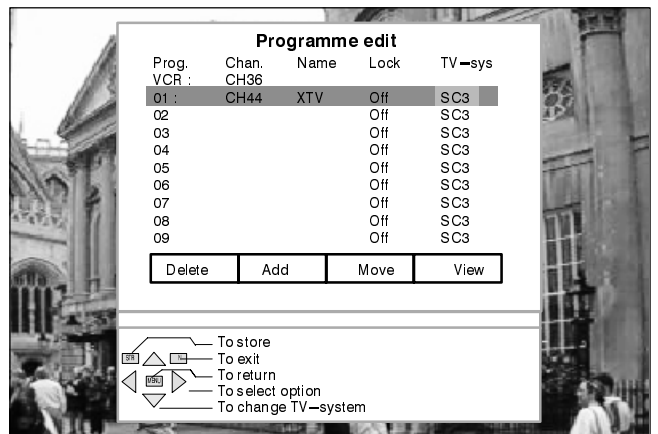 Programme edit
Prog. Chan. Name Lock TV-sys
VCR : CH36
01 : CH44 XTV Off SC3
02 Off SC3
03 Off SC3
04 Off SC3
05 Off SC3
06 Off SC3
07 Off SC3
08 Off SC3
09 Off SC3
Delete Add Move View
To store
STR N To exit
MENU To return
To select option
To change TV-system